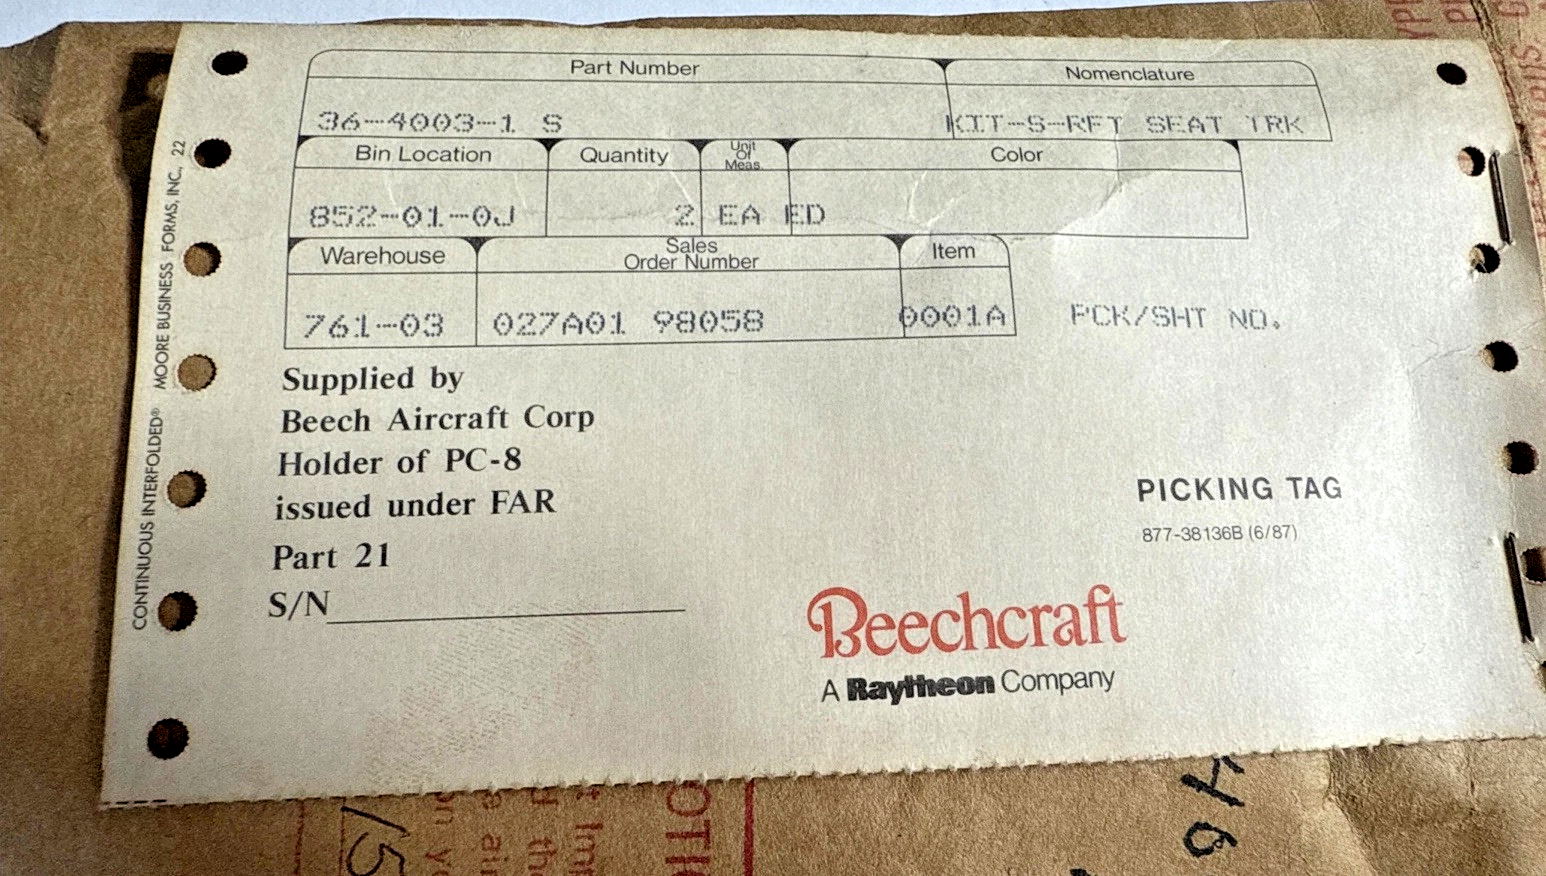 Part Number Nomenclature
36-4003-1 S KIT-S-RFT SEAT TRK
Bin Location Quantity Unit Of Meas. Color
852-01-0J 2 EA ED
Warehouse Sales Order Number Item
761-03 027A01 98058 0001A PCK/SHT NO.
Supplied by
Beech Aircraft Corp
Holder of PC-8
issued under FAR
Part 21
S/N
PICKING TAG
877-38136B (6/87)
Beechcraft
A Raytheon Company
CONTINUOUS INTERFOLDED® MOORE BUSINESS FORMS, INC. 22